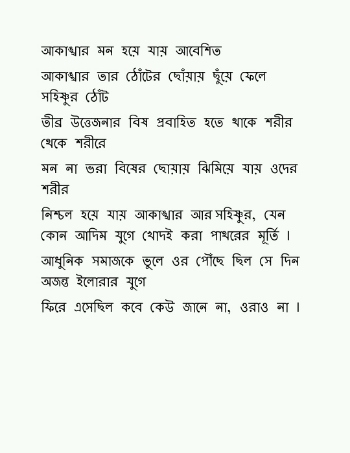 আকাঙ্খার মন হয়ে যায় আবেশিত
আকাঙ্খার তার ঠোঁটের ছোঁয়ায় ছুঁয়ে ফেলে
সহিষ্ণুর ঠোঁট
তীব্র উত্তেজনার বিষ প্রবাহিত হতে থাকে শরীর
থেকে শরীরে
মন না ভরা বিষের ছোয়ায় ঝিমিয়ে যায় ওদের
শরীর
নিশ্চল হয়ে যায় আকাঙ্খার আর সহিষ্ণুর, যেন
কোন আদিম যুগে খোদই করা পাথরের মূর্তি ।
আধুনিক সমাজকে ভুলে ওর পৌঁছে ছিল সে দিন
অজন্ত ইলোরার যুগে
ফিরে এসেছিল কবে কেউ জানে না, ওরাও না ।